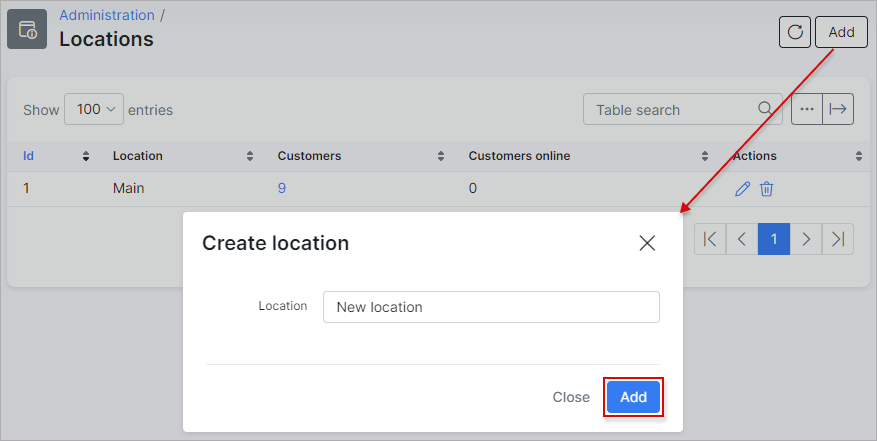 Administration /
Locations
Add
Show 100 entries
Table search
Id Location Customers Customers online Actions
1 Main 9 0
1
Create location
Location New location
Close Add